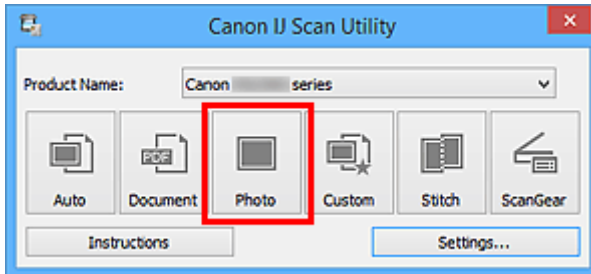 Canon IJ Scan Utility
Product Name: Canon series
PDF
Auto Document Photo Custom Stitch ScanGear
Instructions Settings...